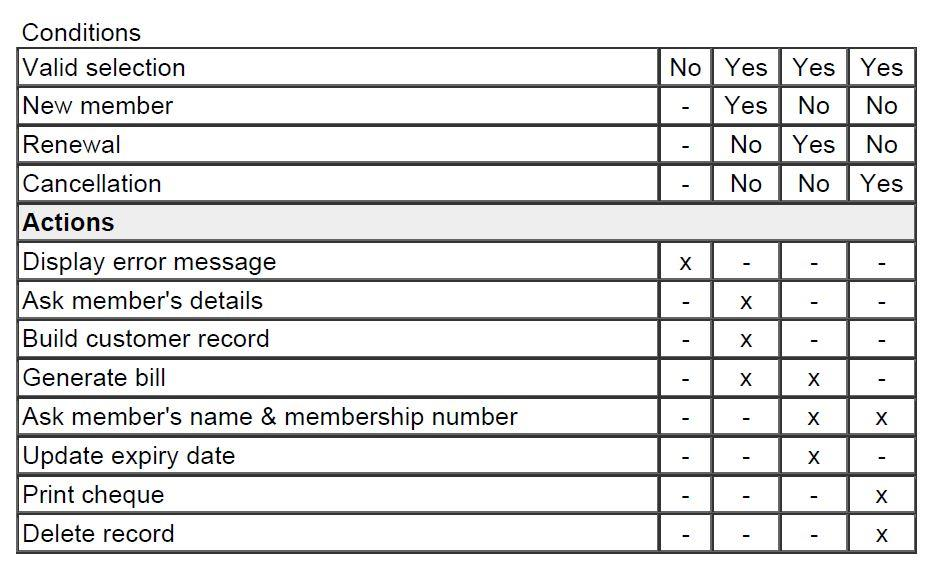 Conditions
Valid selection No Yes Yes Yes
New member - Yes No No
Renewal - No Yes No
Cancellation - No No Yes
Actions
Display error message x - - -
Ask member's details - x - -
Build customer record - x - -
Generate bill - x x -
Ask member's name & membership number - - x x
Update expiry date - - x -
Print cheque - - - x
Delete record - - - x